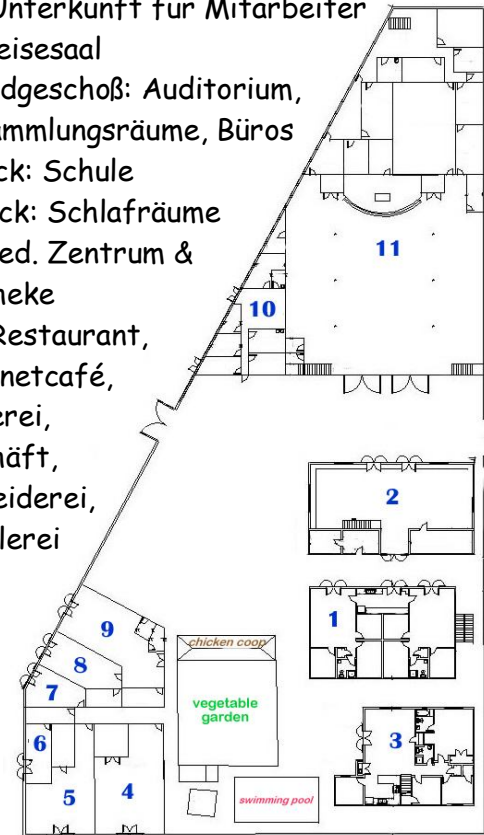 Unterkunft für Mitarbeiter
eisesaal
dgeschoß: Auditorium,
ammlungsräume, Büros
ck: Schule
ck: Schlafräume
ed. Zentrum &
heke
Restaurant,
netcafé,
erei,
häft,
eiderei,
lerei
11
10
2
1
9
8
7
6
5
4
3
chicken coop
vegetable
garden
swimming pool